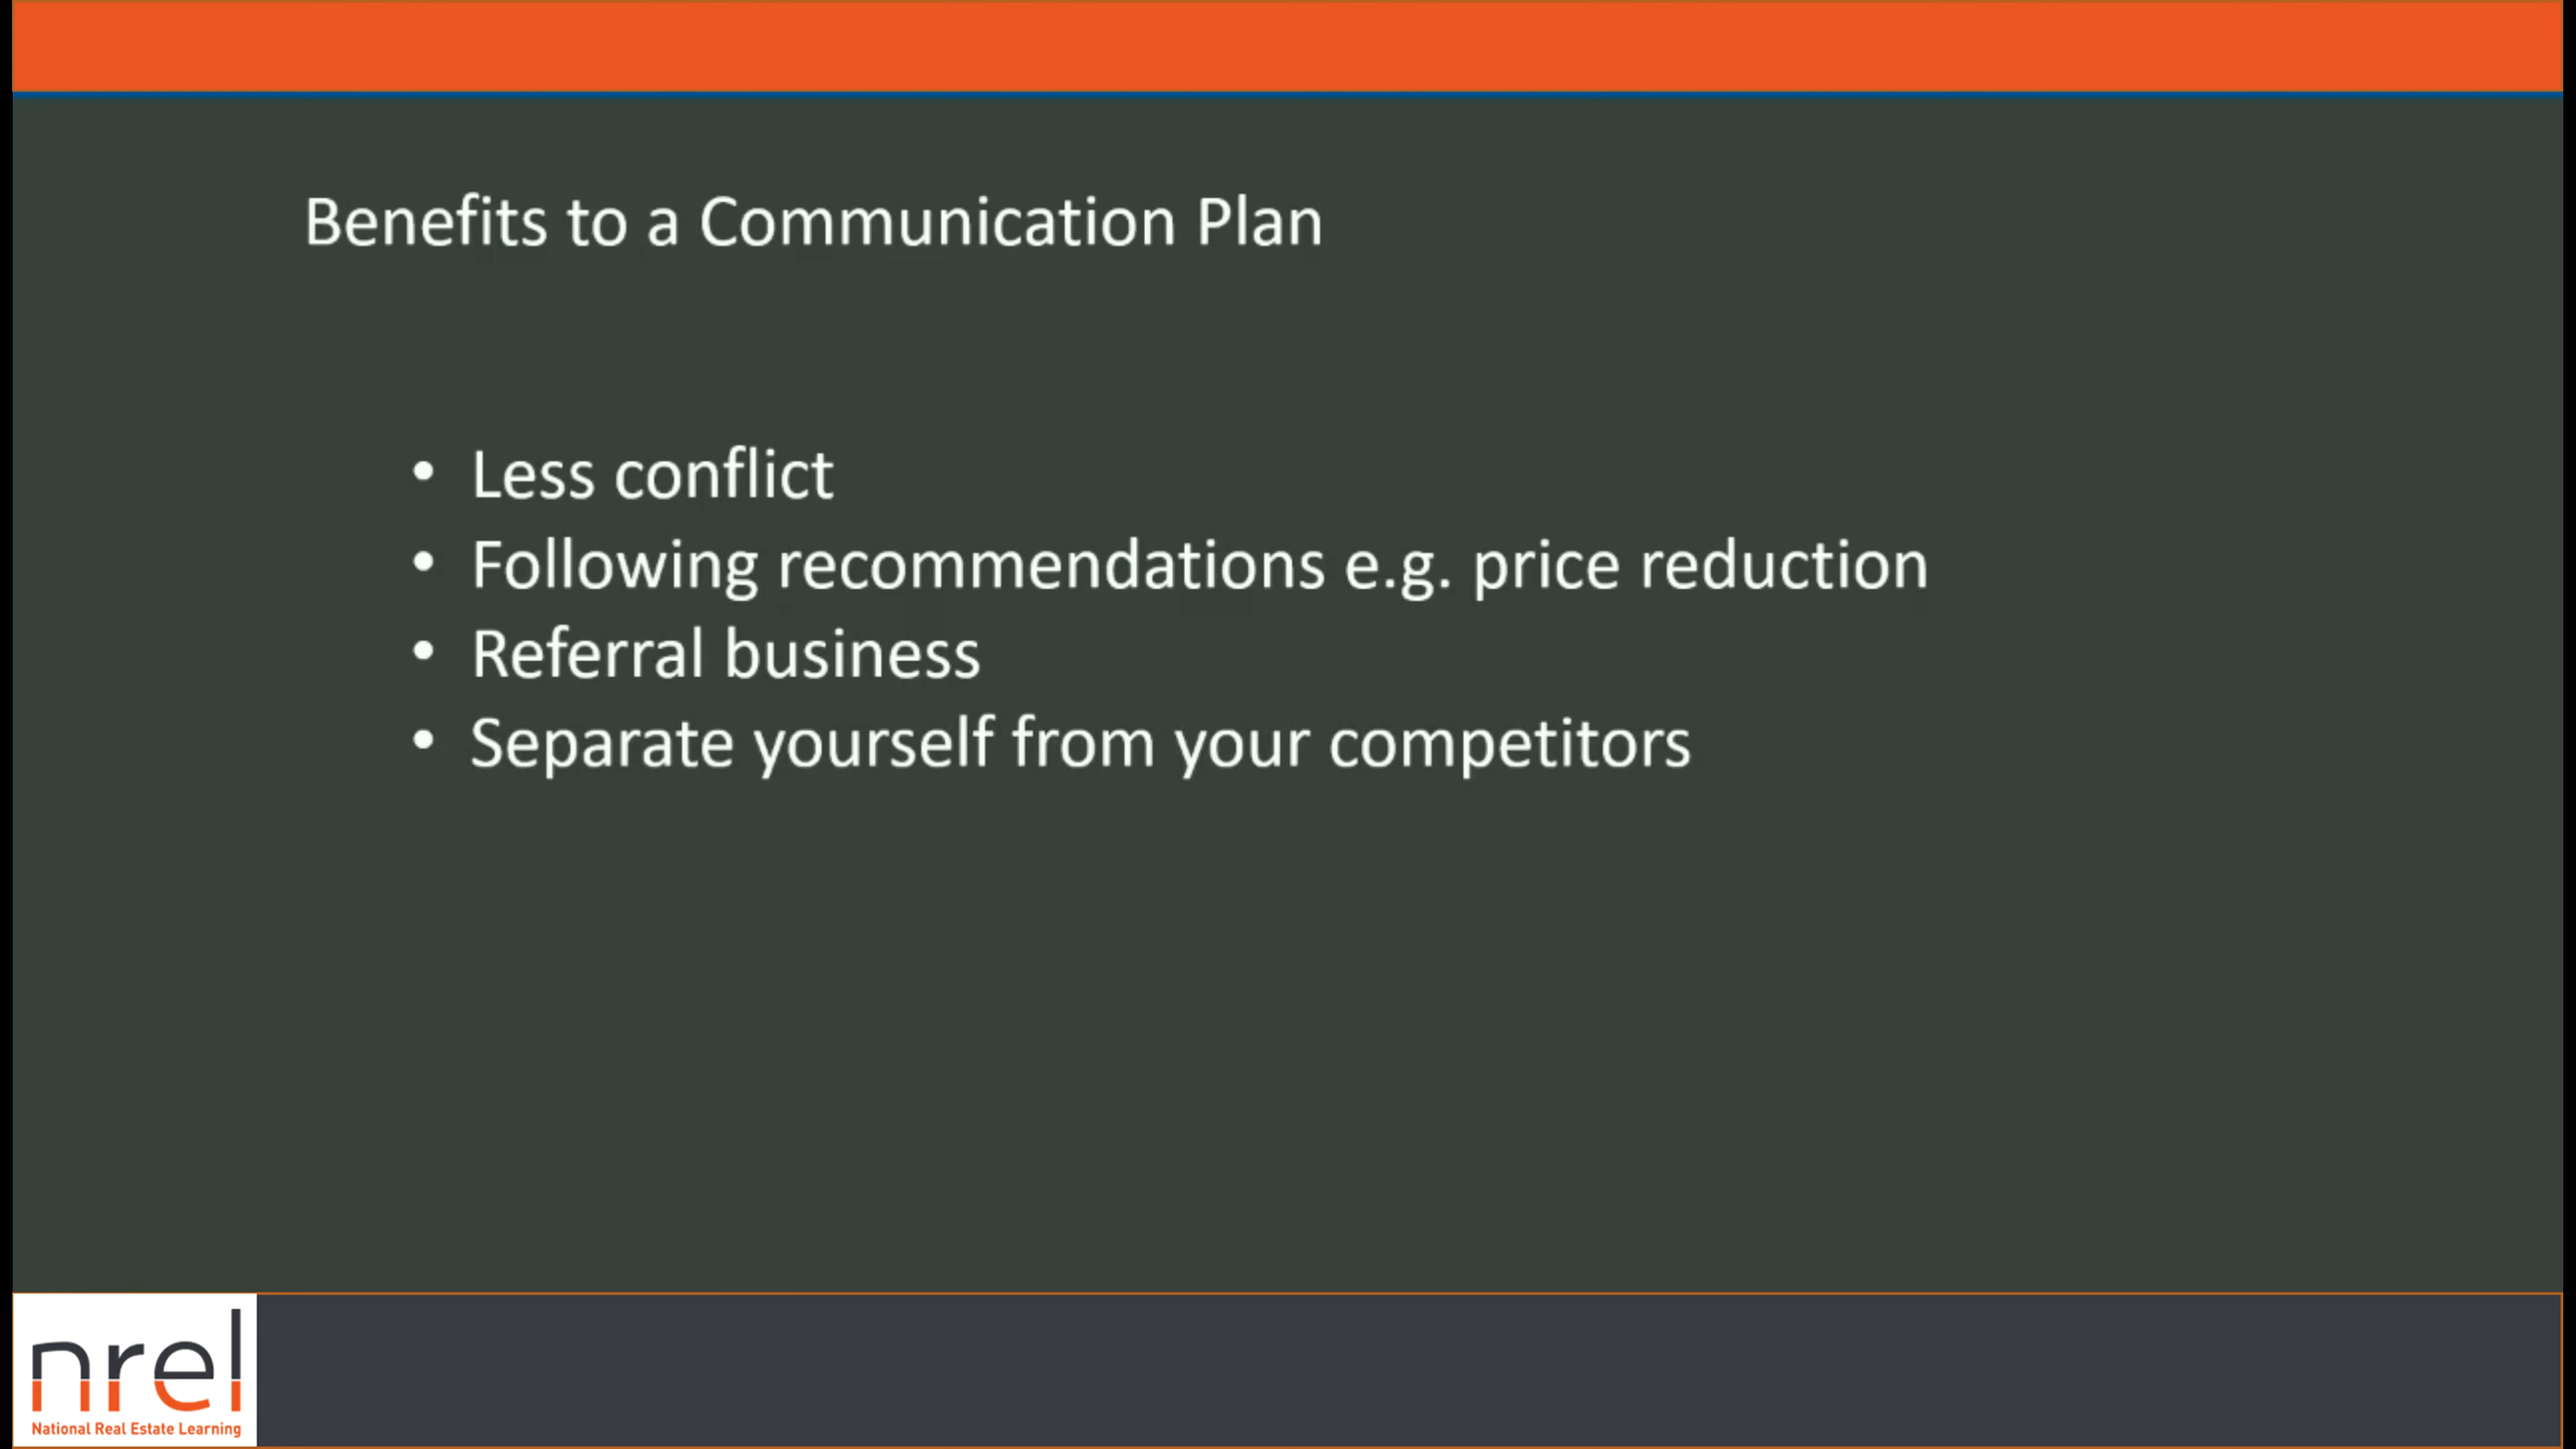 Benefits to a Communication Plan
• Less conflict
• Following recommendations e.g. price reduction
• Referral business
• Separate yourself from your competitors
nrel
National Real Estate Learning